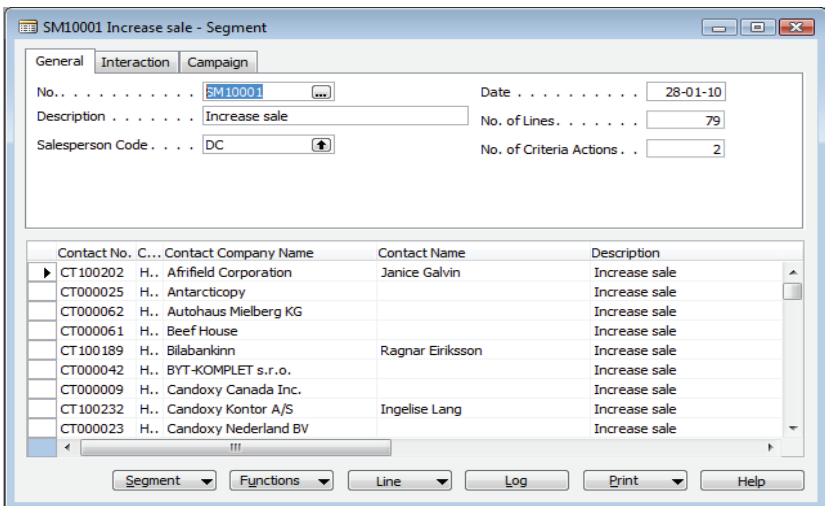 SM10001 Increase sale - Segment
General Interaction Campaign
No.. . . . . . . . . . . SM10001 ... Date . . . . . . . . . . 28-01-10
Description . . . . . . . Increase sale No. of Lines. . . . . . . 79
Salesperson Code. . . . DC No. of Criteria Actions. . . 2
Contact No. C... Contact Company Name Contact Name Description
CT100202 H.. Afrifield Corporation Janice Galvin Increase sale
CT000025 H.. Antarcticopy Increase sale
CT000062 H.. Autohaus Mielberg KG Increase sale
CT000061 H.. Beef House Increase sale
CT100189 H.. Bilabankinn Ragnar Eiriksson Increase sale
CT000042 H.. BYT-KOMPLET s.r.o. Increase sale
CT000009 H.. Candoxy Canada Inc. Increase sale
CT100232 H.. Candoxy Kontor A/S Ingelise Lang Increase sale
CT000023 H.. Candoxy Nederland BV Increase sale
Segment Functions Line Log Print Help